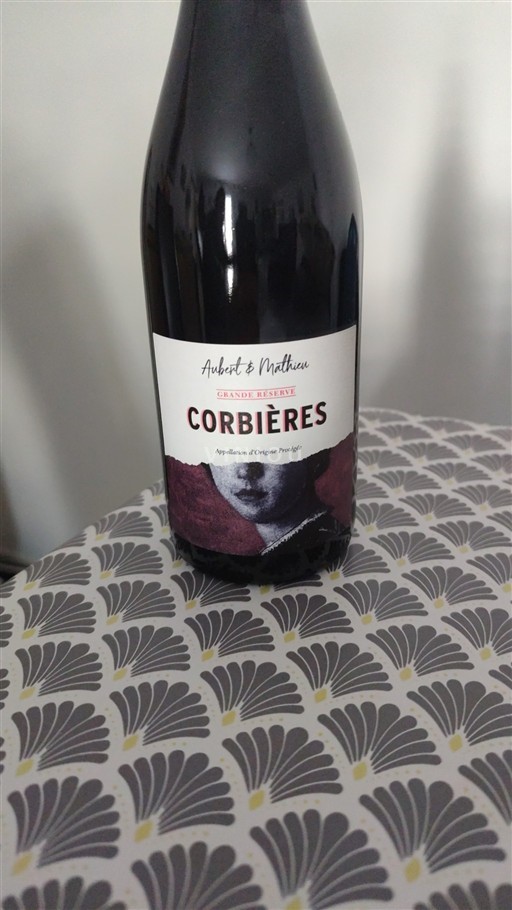 Aubert & Mathieu
GRANDE RÉSERVE
CORBIÈRES
Appellation d'Origine Protégée